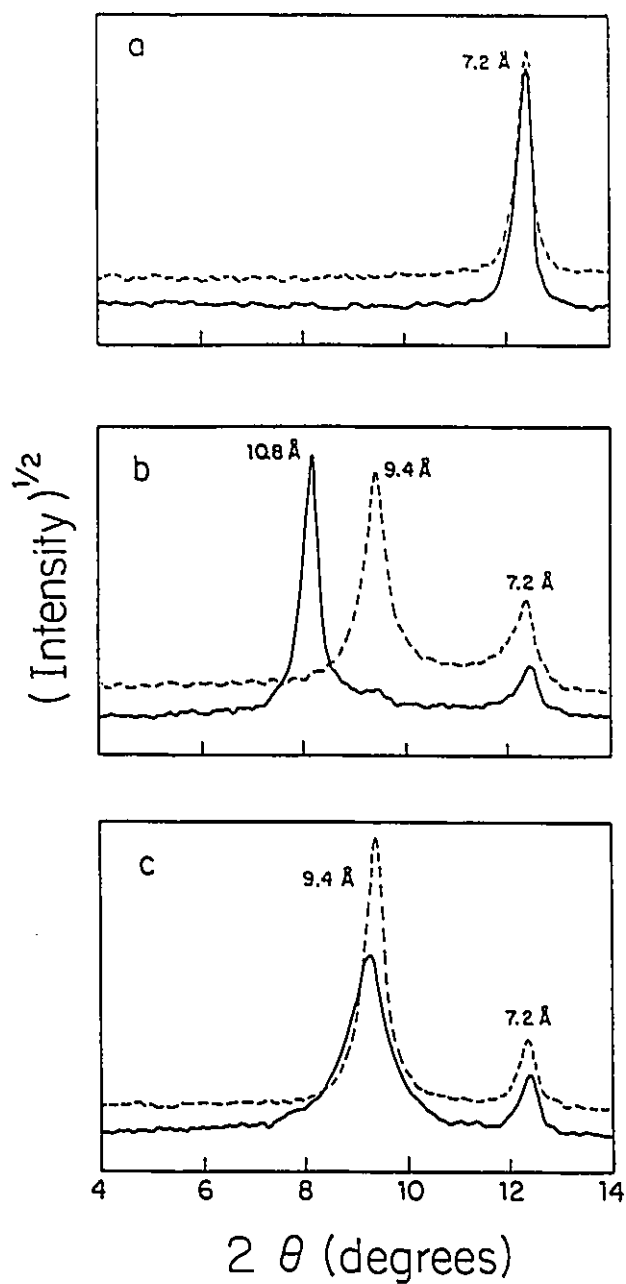 a
7.2 Å
b
10.8 Å
9.4 Å
7.2 Å
(Intensity)^1/2
c
9.4 Å
7.2 Å
4 6 8 10 12 14
2 θ (degrees)